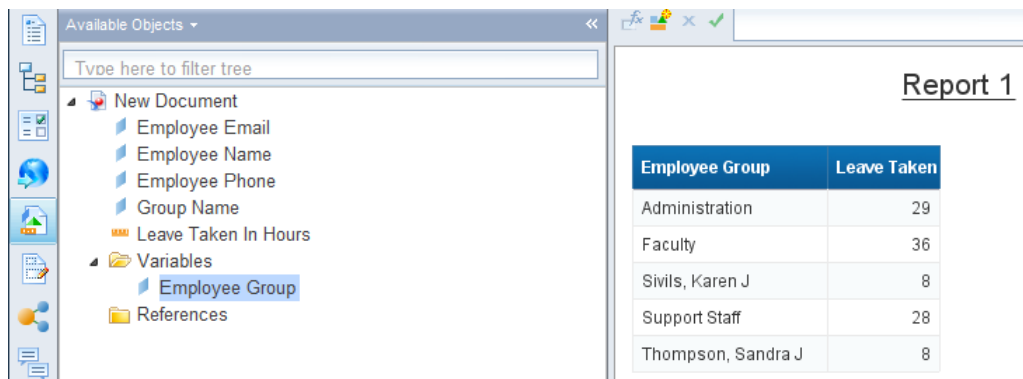 Available Objects
Type here to filter tree
New Document
Employee Email
Employee Name
Employee Phone
Group Name
Leave Taken In Hours
Variables
Employee Group
References
Report 1
Employee Group Leave Taken
Administration 29
Faculty 36
Sivils, Karen J 8
Support Staff 28
Thompson, Sandra J 8